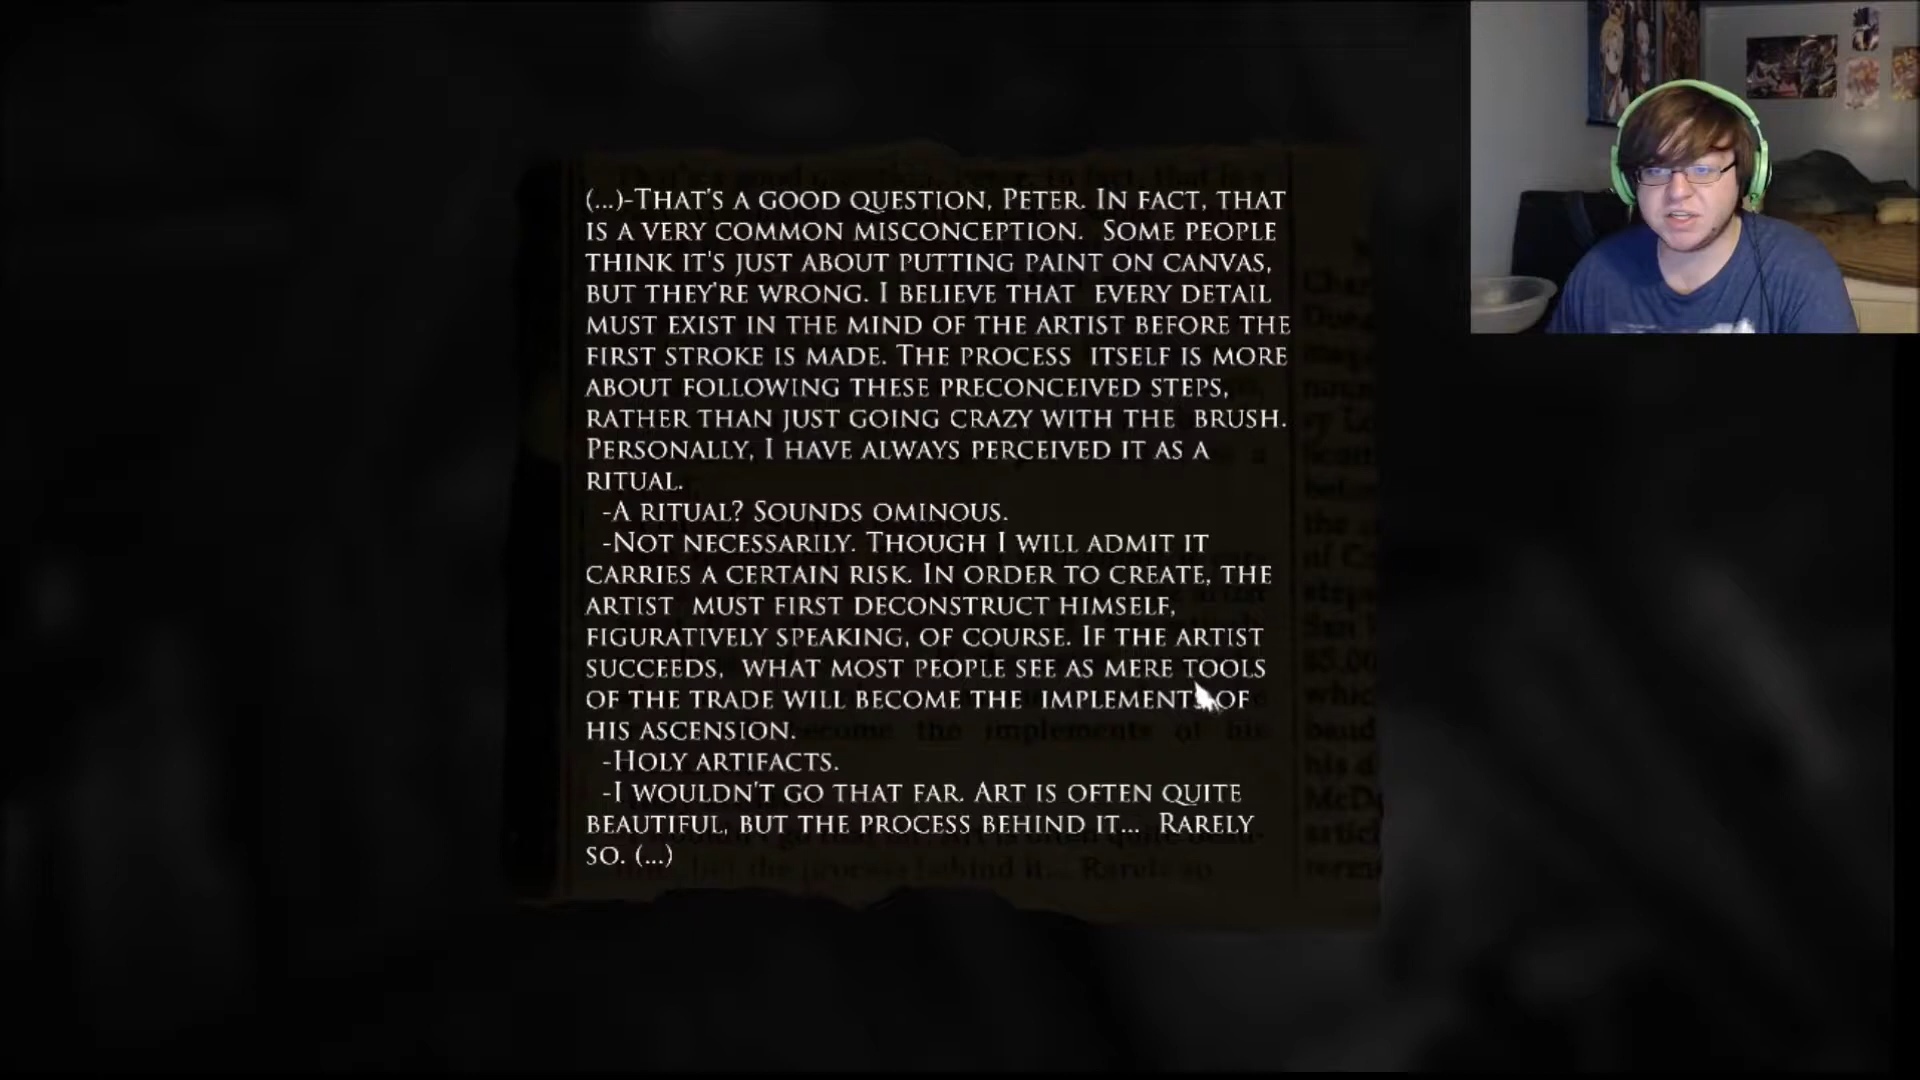 (...)-That's a good question, Peter. In fact, that
is a very common misconception. Some people
think it's just about putting paint on canvas,
but they're wrong. I believe that every detail
must exist in the mind of the artist before the
first stroke is made. The process itself is more
about following these preconceived steps,
rather than just going crazy with the brush.
Personally, I have always perceived it as a
ritual.
-A ritual? Sounds ominous.
-Not necessarily. Though I will admit it
carries a certain risk. In order to create, the
artist must first deconstruct himself,
figuratively speaking, of course. If the artist
succeeds, what most people see as mere tools
of the trade will become the implements of
his ascension.
-Holy artifacts.
-I wouldn't go that far. Art is often quite
beautiful, but the process behind it... Rarely
so. (...)